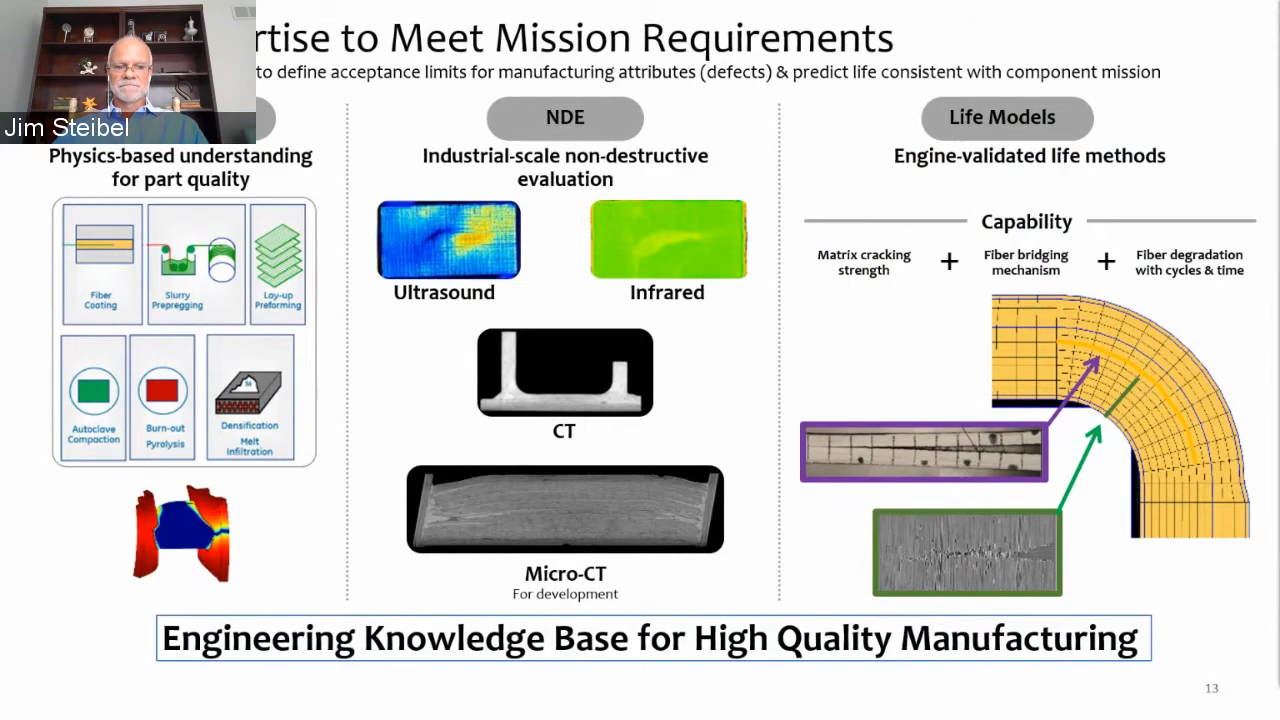 rtise to Meet Mission Requirements
to define acceptance limits for manufacturing attributes (defects) & predict life consistent with component mission
Jim Steibel
Physics-based understanding
for part quality
Fiber
Coating
Slurry
Prepregging
Lay-up
Preforming
Autoclave
Compaction
Burn-out
Pyrolysis
Densification
Melt
Infiltration
NDE
Industrial-scale non-destructive
evaluation
Ultrasound
Infrared
CT
Micro-CT
For development
Life Models
Engine-validated life methods
Capability
Matrix cracking
strength
+
Fiber bridging
mechanism
+
Fiber degradation
with cycles & time
Engineering Knowledge Base for High Quality Manufacturing
13